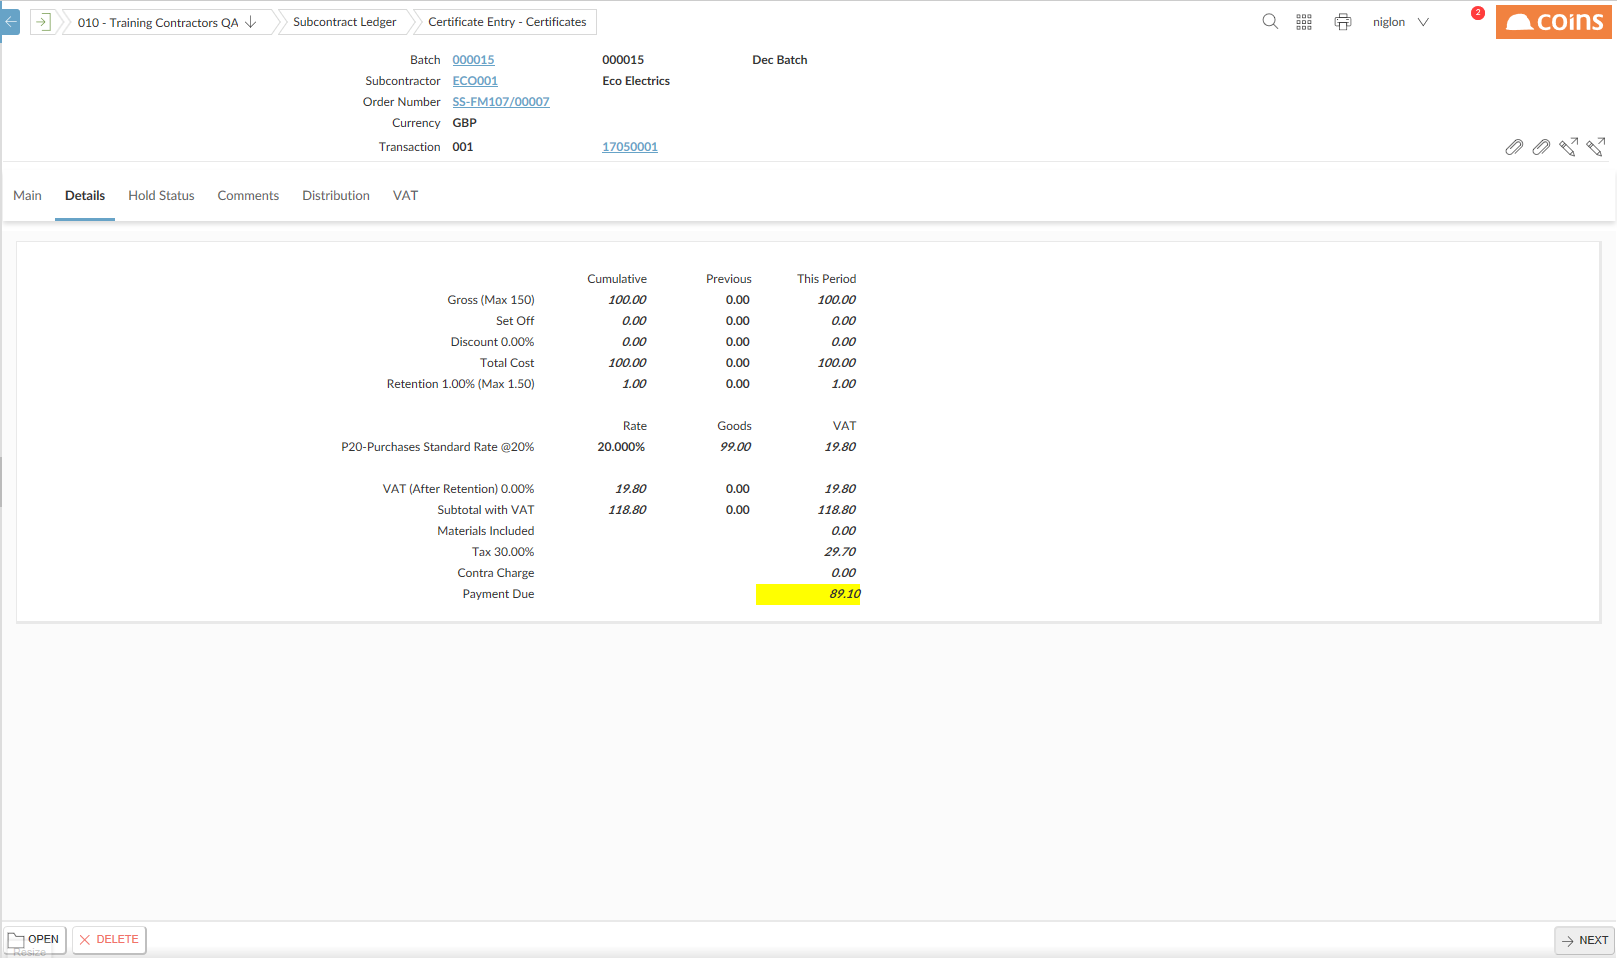 010 - Training Contractors QA
Subcontract Ledger
Certificate Entry - Certificates
niglon
2
coins
Batch 000015 000015 Dec Batch
Subcontractor ECO001 Eco Electrics
Order Number SS-FM107/00007
Currency GBP
Transaction 001 17050001
Main Details Hold Status Comments Distribution VAT
Cumulative Previous This Period
Gross (Max 150) 100.00 0.00 100.00
Set Off 0.00 0.00 0.00
Discount 0.00% 0.00 0.00 0.00
Total Cost 100.00 0.00 100.00
Retention 1.00% (Max 1.50) 1.00 0.00 1.00
Rate Goods VAT
P20-Purchases Standard Rate @20% 20.000% 99.00 19.80
VAT (After Retention) 0.00% 19.80 0.00 19.80
Subtotal with VAT 118.80 0.00 118.80
Materials Included 0.00
Tax 30.00% 29.70
Contra Charge 0.00
Payment Due 89.10
OPEN
DELETE
NEXT
Resize